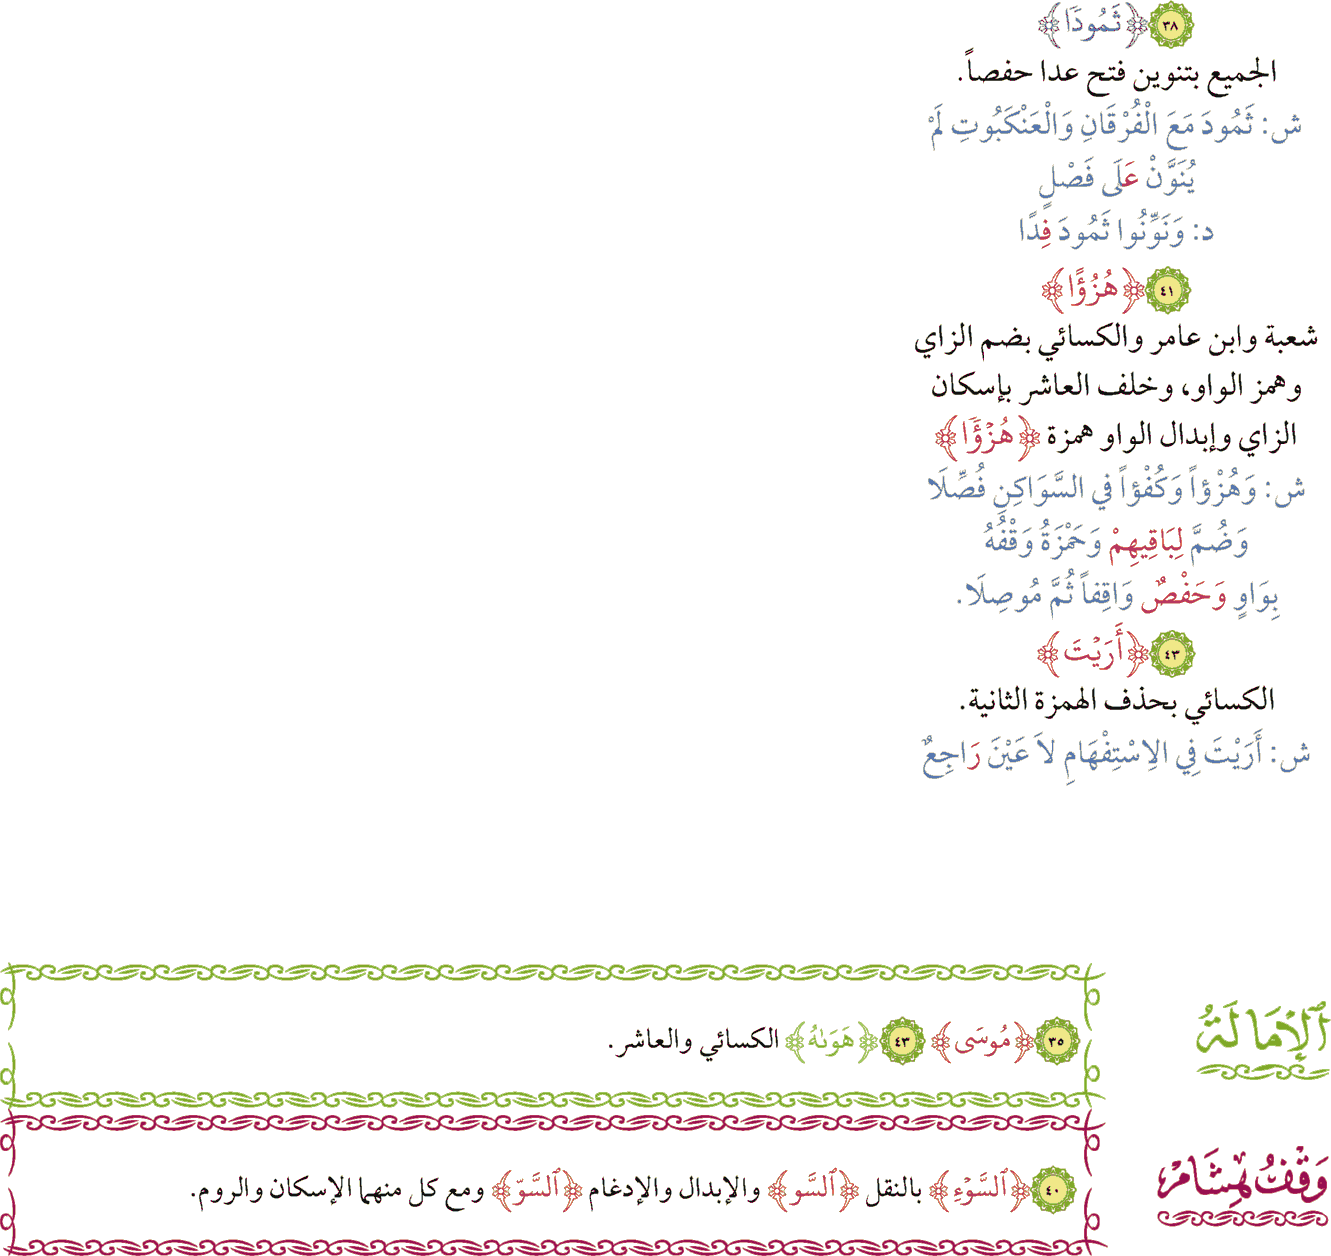 ٣٨ ﴿ثَمُودَا﴾
الجميع بتنوين فتح عدا حفصاً.
ش: ثَمُودَ مَعَ الْفُرْقَانِ وَالْعَنْكَبُوتِ لَمْ
يُنَوَّنْ عَلَى فَصْلٍ
د: وَنَوِّنُوا ثَمُودَ فِدًا
٤١ ﴿هُزُؤًا﴾
شعبة وابن عامر والكسائي بضم الزاي
وهمز الواو، وخلف العاشر بإسكان
الزاي وإبدال الواو همزة ﴿هُزْؤًا﴾
ش: وَهُزْؤاً وَكُفْؤاً في السَّوَاكِنِ فُصِّلَا
وَضُمَّ لِبَاقِيهِمْ وَحَمْزَةُ وَقْفُهُ
بِوَاوٍ وَحَفْصٌ وَاقِفاً ثُمَّ مُوصِلَا.
٤٣ ﴿أَرَيْتَ﴾
الكسائي بحذف الهمزة الثانية.
ش: أَرَيْتَ فِي الِاسْتِفْهَامِ لاَ عَيْنَ رَاجِعٌ
ٱلْإِمَالَةُ
٣٥ ﴿مُوسَى﴾ ٤٣ ﴿هَوَىٰهُ﴾ الكسائي والعاشر.
وَقْفُ هِشَامٍ
٤٠ ﴿ٱلسَّوْءِ﴾ بالنقل ﴿ٱلسَّو﴾ والإبدال والإدغام ﴿ٱلسَّوّ﴾ ومع كل منهما الإسكان والروم.